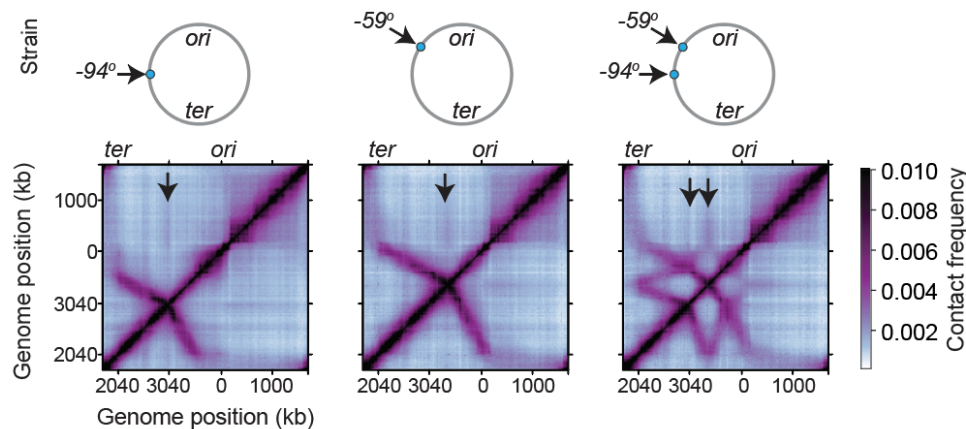 Strain
-94º
ori
ter
-59º
ori
ter
-59º
-94º
ori
ter
ter ori
ter ori
ter ori
Genome position (kb)
1000
0
3040
2040
2040 3040 0 1000
2040 3040 0 1000
2040 3040 0 1000
Genome position (kb)
0.010
0.008
0.006
0.004
0.002
Contact frequency